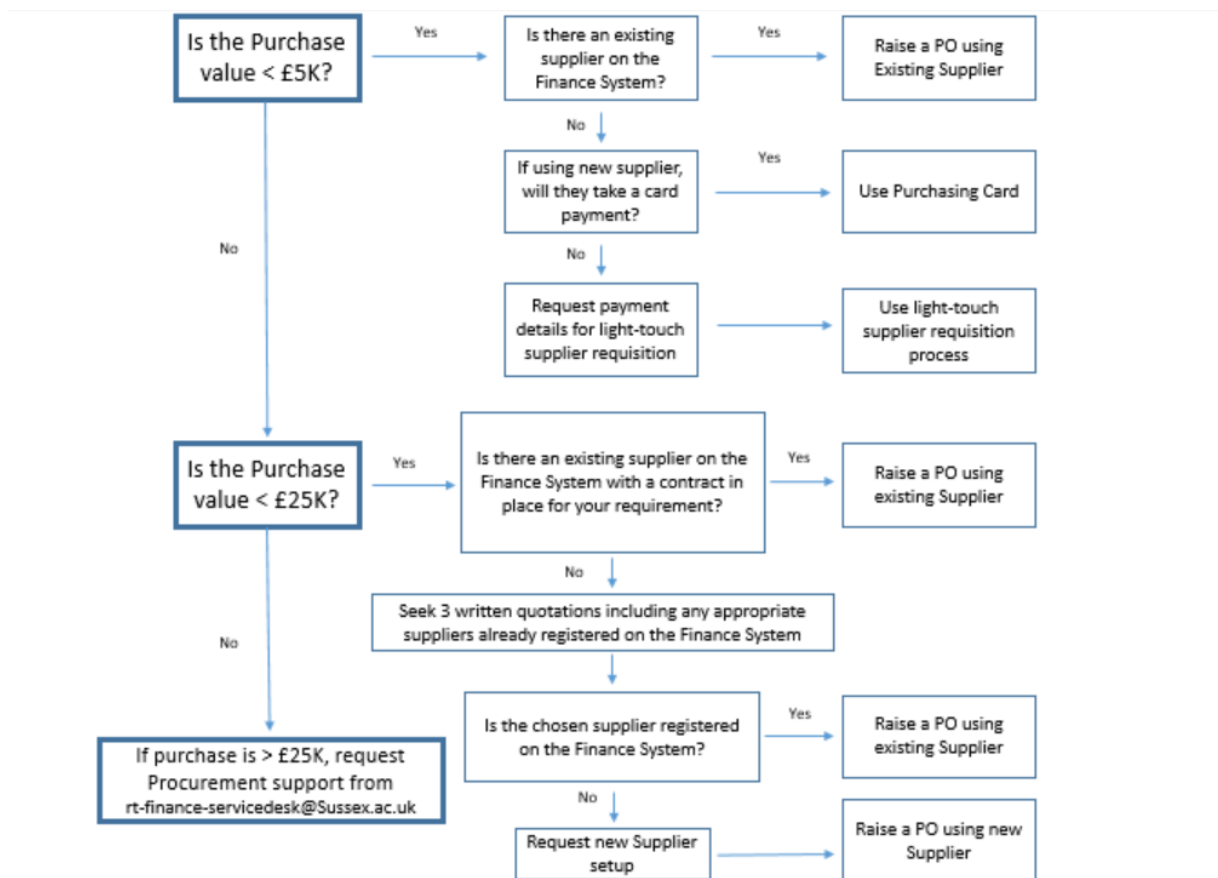 Is the Purchase
value < £5K?
Yes
Is there an existing
supplier on the
Finance System?
Yes
Raise a PO using
Existing Supplier
No
If using new supplier,
will they take a card
payment?
Yes
Use Purchasing Card
No
No
Request payment
details for light-touch
supplier requisition
Use light-touch
supplier requisition
process
Is the Purchase
value < £25K?
Yes
Is there an existing supplier on the
Finance System with a contract in
place for your requirement?
Yes
Raise a PO using
existing Supplier
No
Seek 3 written quotations including any appropriate
suppliers already registered on the Finance System
No
Is the chosen supplier registered
on the Finance System?
Yes
Raise a PO using
existing Supplier
If purchase is > £25K, request
Procurement support from
rt-finance-servicedesk@Sussex.ac.uk
No
Request new Supplier
setup
Raise a PO using new
Supplier